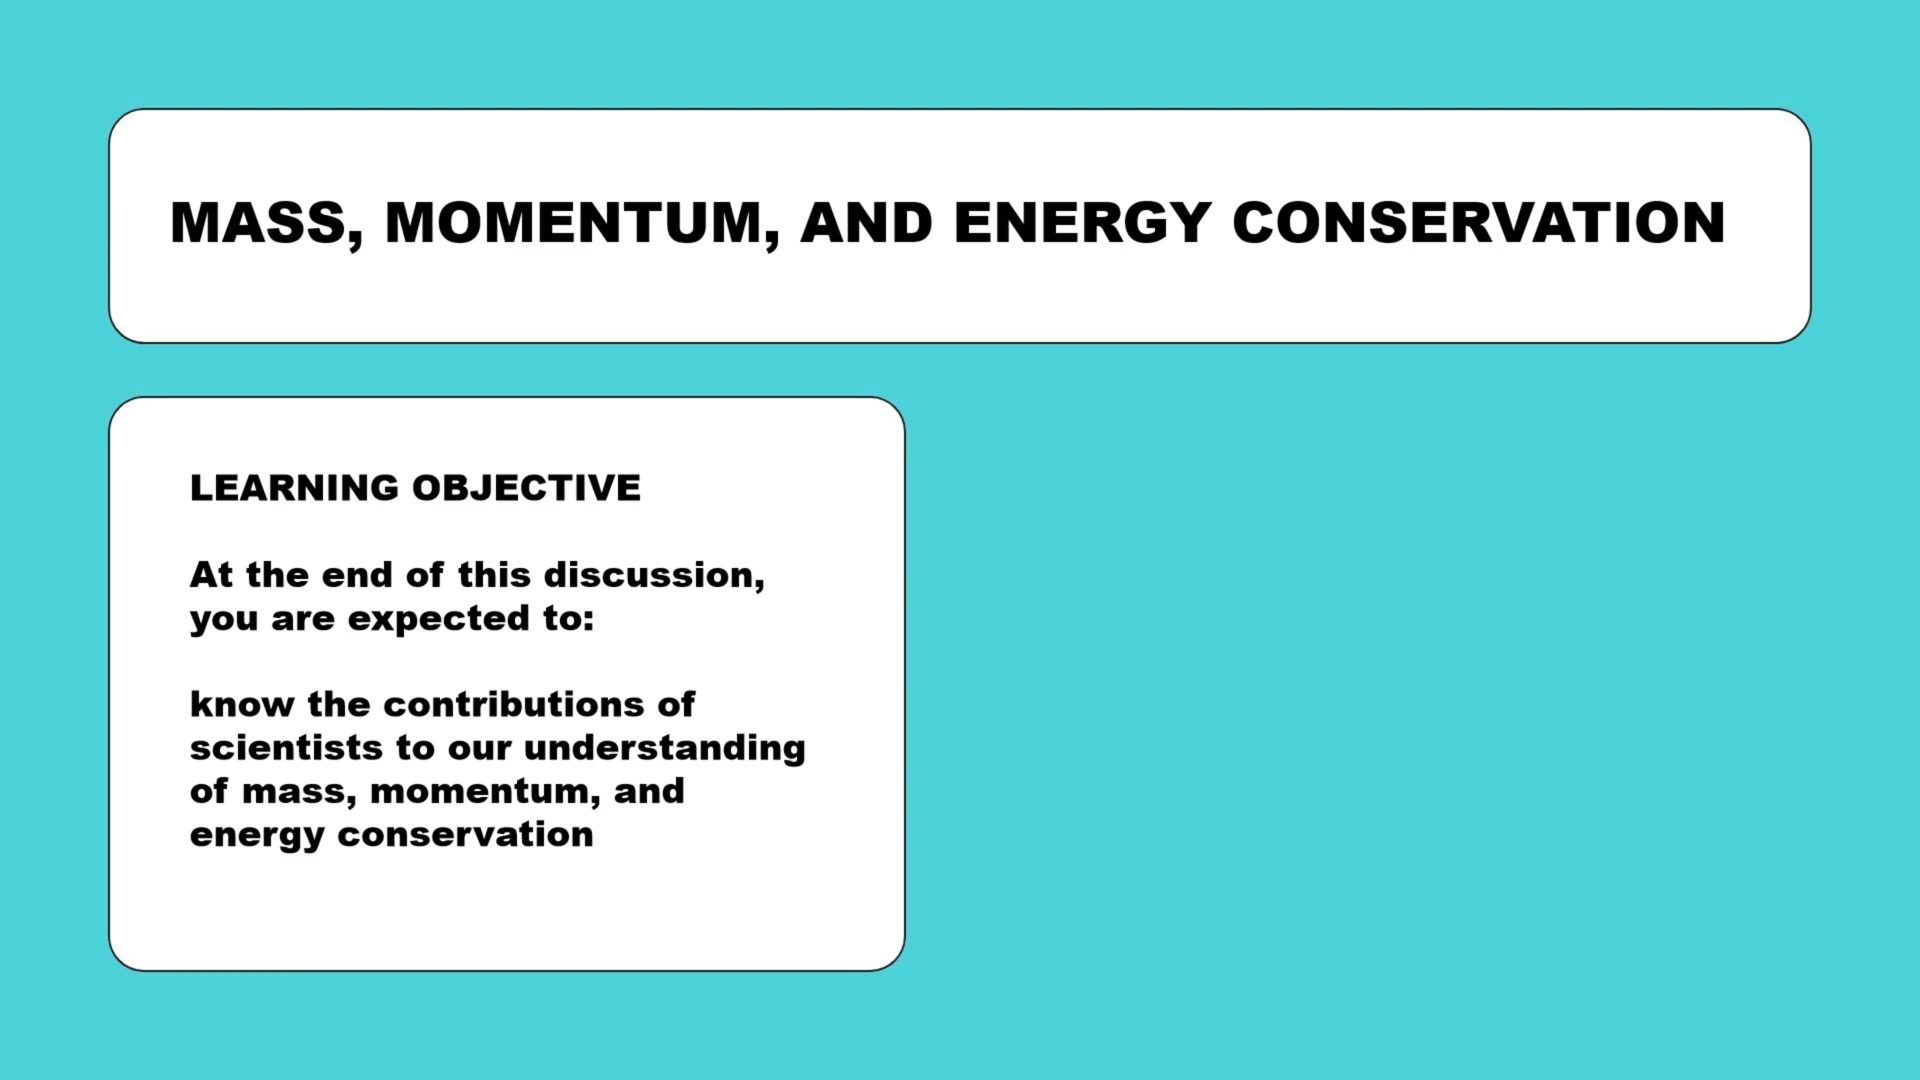 MASS, MOMENTUM, AND ENERGY CONSERVATION
LEARNING OBJECTIVE
At the end of this discussion,
you are expected to:
know the contributions of
scientists to our understanding
of mass, momentum, and
energy conservation